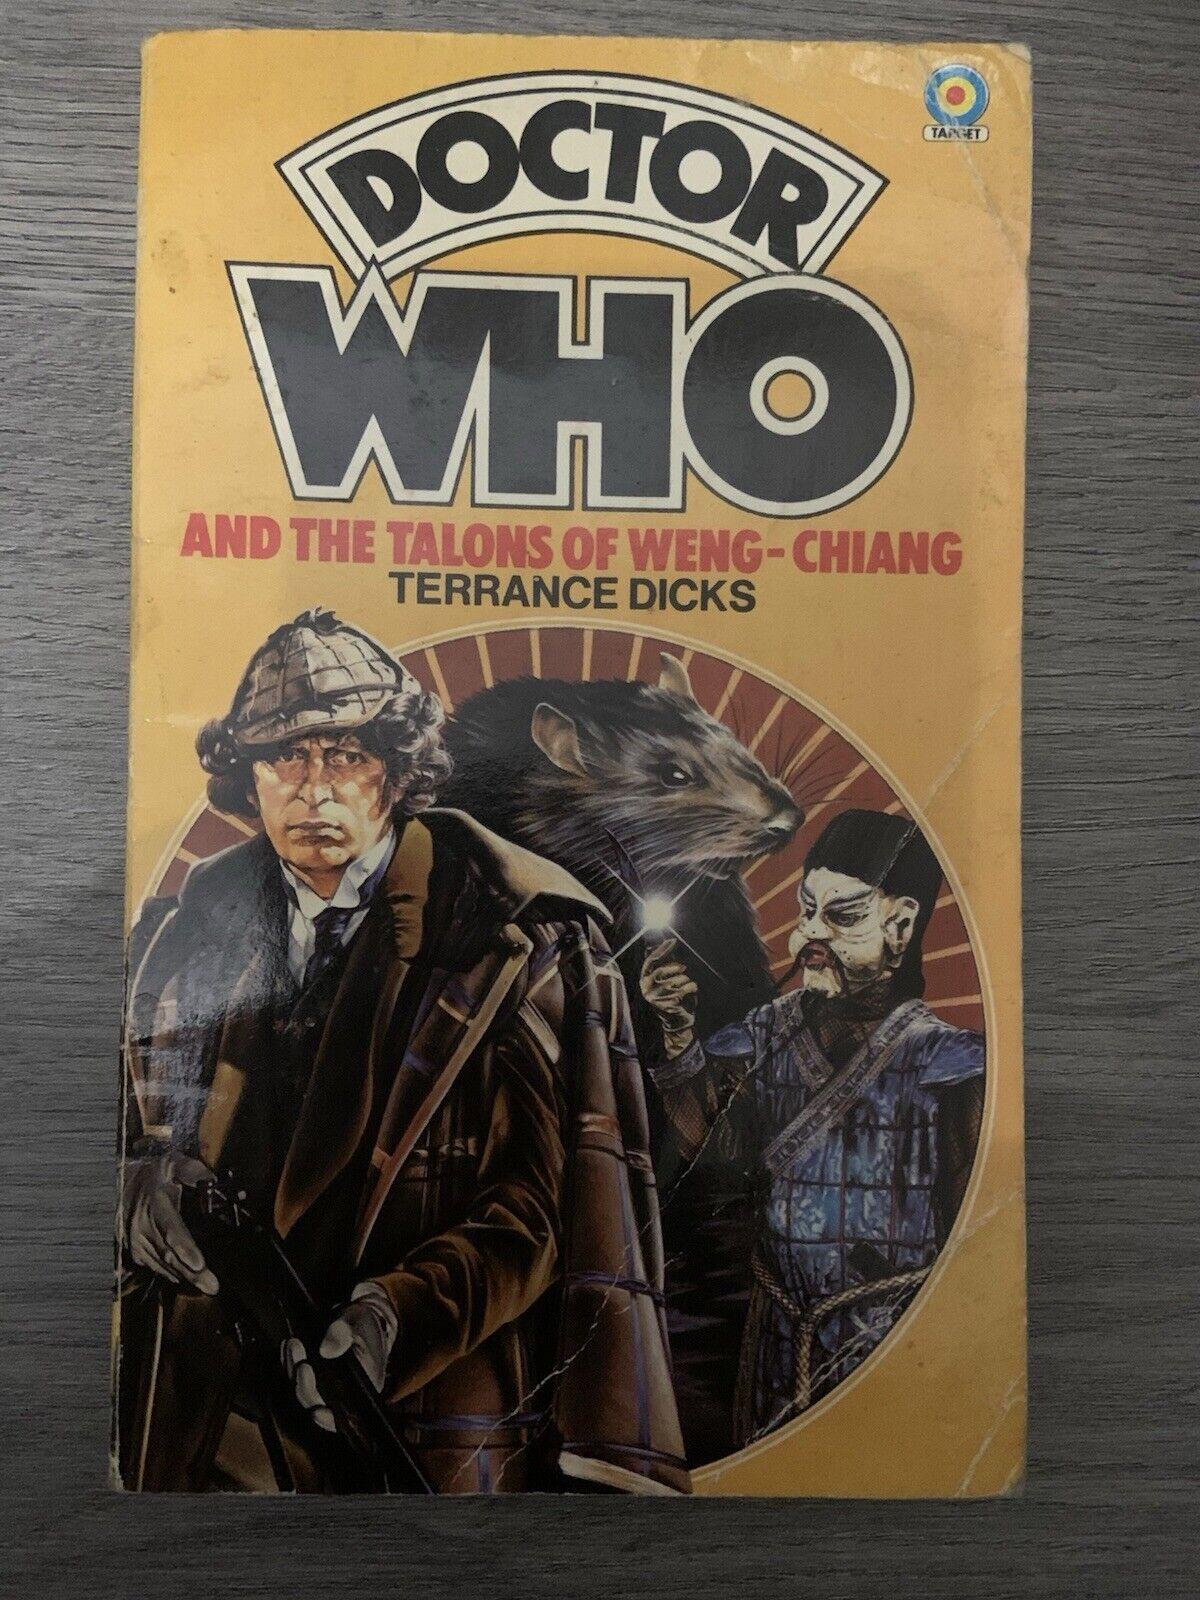 TARGET
DOCTOR
WHO
AND THE TALONS OF WENG-CHIANG
TERRANCE DICKS